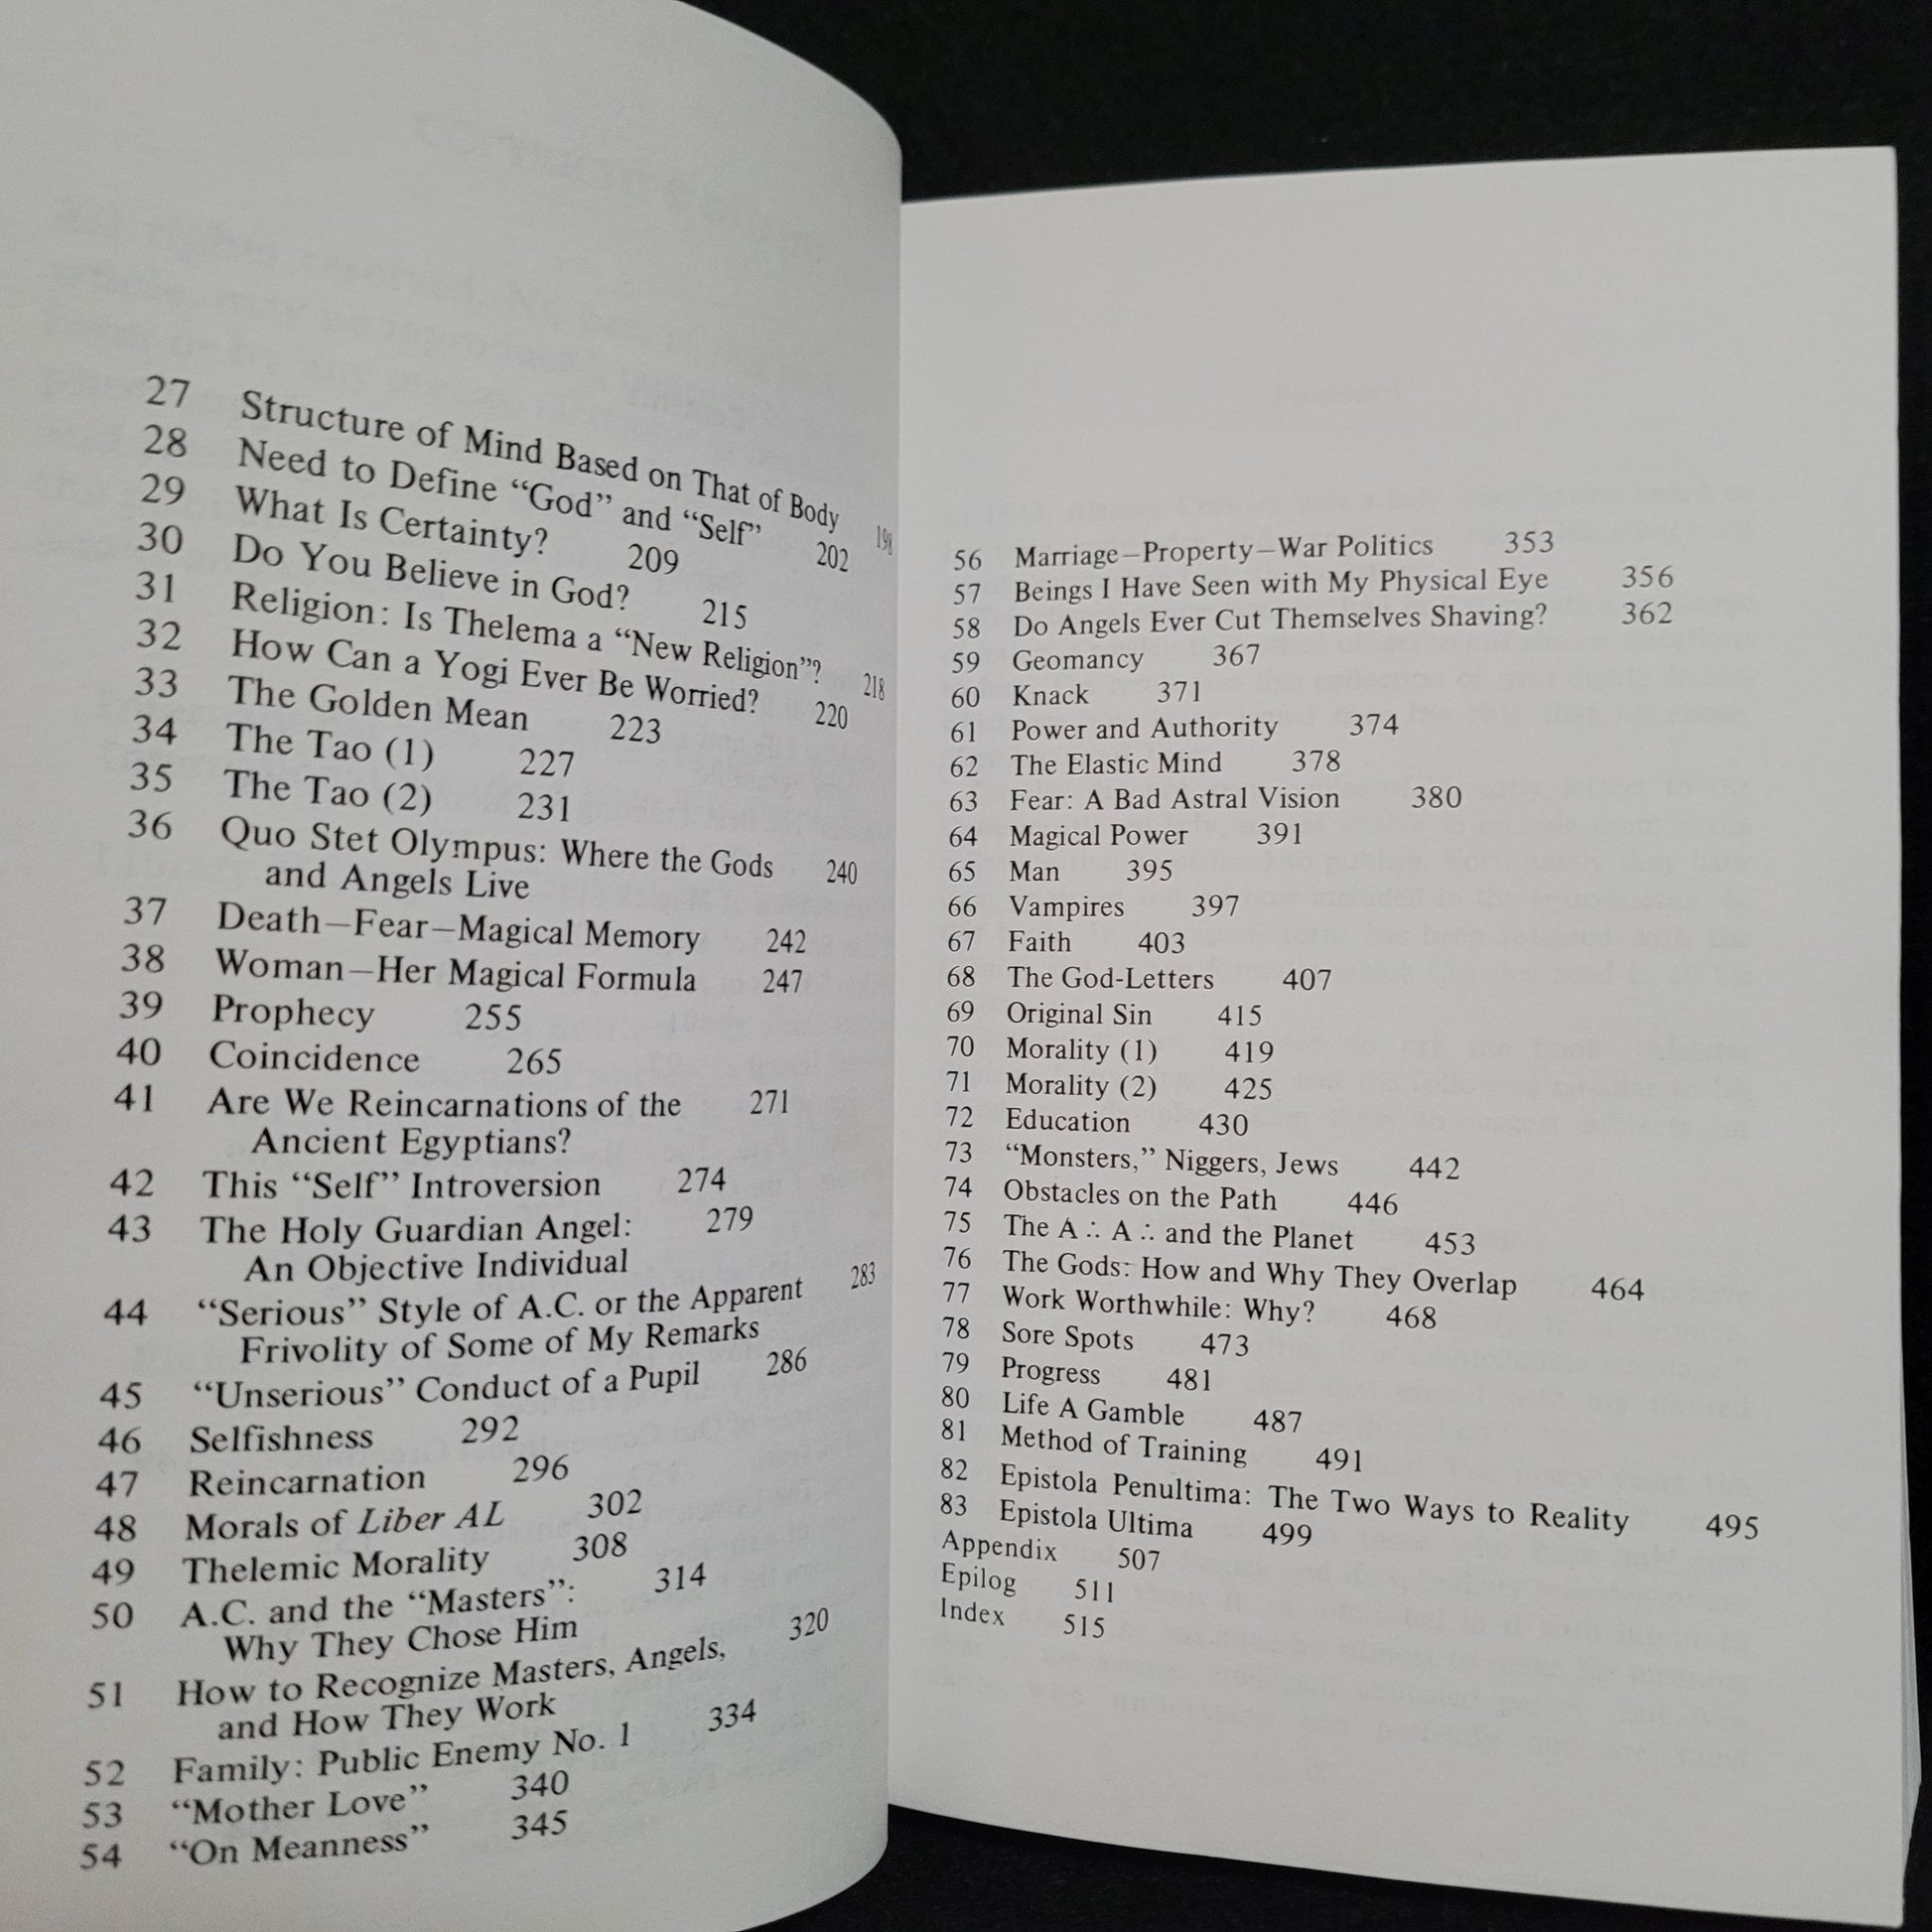 27 Structure of Mind Based on That of Body 198
28 Need to Define “God” and “Self” 202
29 What Is Certainty? 209
30 Do You Believe in God? 215
31 Religion: Is Thelema a “New Religion”? 218
32 How Can a Yogi Ever Be Worried? 220
33 The Golden Mean 223
34 The Tao (1) 227
35 The Tao (2) 231
36 Quo Stet Olympus: Where the Gods 240
and Angels Live
37 Death—Fear—Magical Memory 242
38 Woman—Her Magical Formula 247
39 Prophecy 255
40 Coincidence 265
41 Are We Reincarnations of the 271
Ancient Egyptians?
42 This “Self” Introversion 274
43 The Holy Guardian Angel: 279
An Objective Individual
44 “Serious” Style of A.C. or the Apparent 283
Frivolity of Some of My Remarks
45 “Unserious” Conduct of a Pupil 286
46 Selfishness 292
47 Reincarnation 296
48 Morals of Liber AL 302
49 Thelemic Morality 308
50 A.C. and the “Masters”: 314
Why They Chose Him
51 How to Recognize Masters, Angels, 320
and How They Work
52 Family: Public Enemy No. 1 334
53 “Mother Love” 340
54 “On Meanness” 345
56 Marriage—Property—War Politics 353
57 Beings I Have Seen with My Physical Eye 356
58 Do Angels Ever Cut Themselves Shaving? 362
59 Geomancy 367
60 Knack 371
61 Power and Authority 374
62 The Elastic Mind 378
63 Fear: A Bad Astral Vision 380
64 Magical Power 391
65 Man 395
66 Vampires 397
67 Faith 403
68 The God-Letters 407
69 Original Sin 415
70 Morality (1) 419
71 Morality (2) 425
72 Education 430
73 “Monsters,” Niggers, Jews 442
74 Obstacles on the Path 446
75 The A∴ A∴ and the Planet 453
76 The Gods: How and Why They Overlap 464
77 Work Worthwhile: Why? 468
78 Sore Spots 473
79 Progress 481
80 Life A Gamble 487
81 Method of Training 491
82 Epistola Penultima: The Two Ways to Reality 495
83 Epistola Ultima 499
Appendix 507
Epilog 511
Index 515